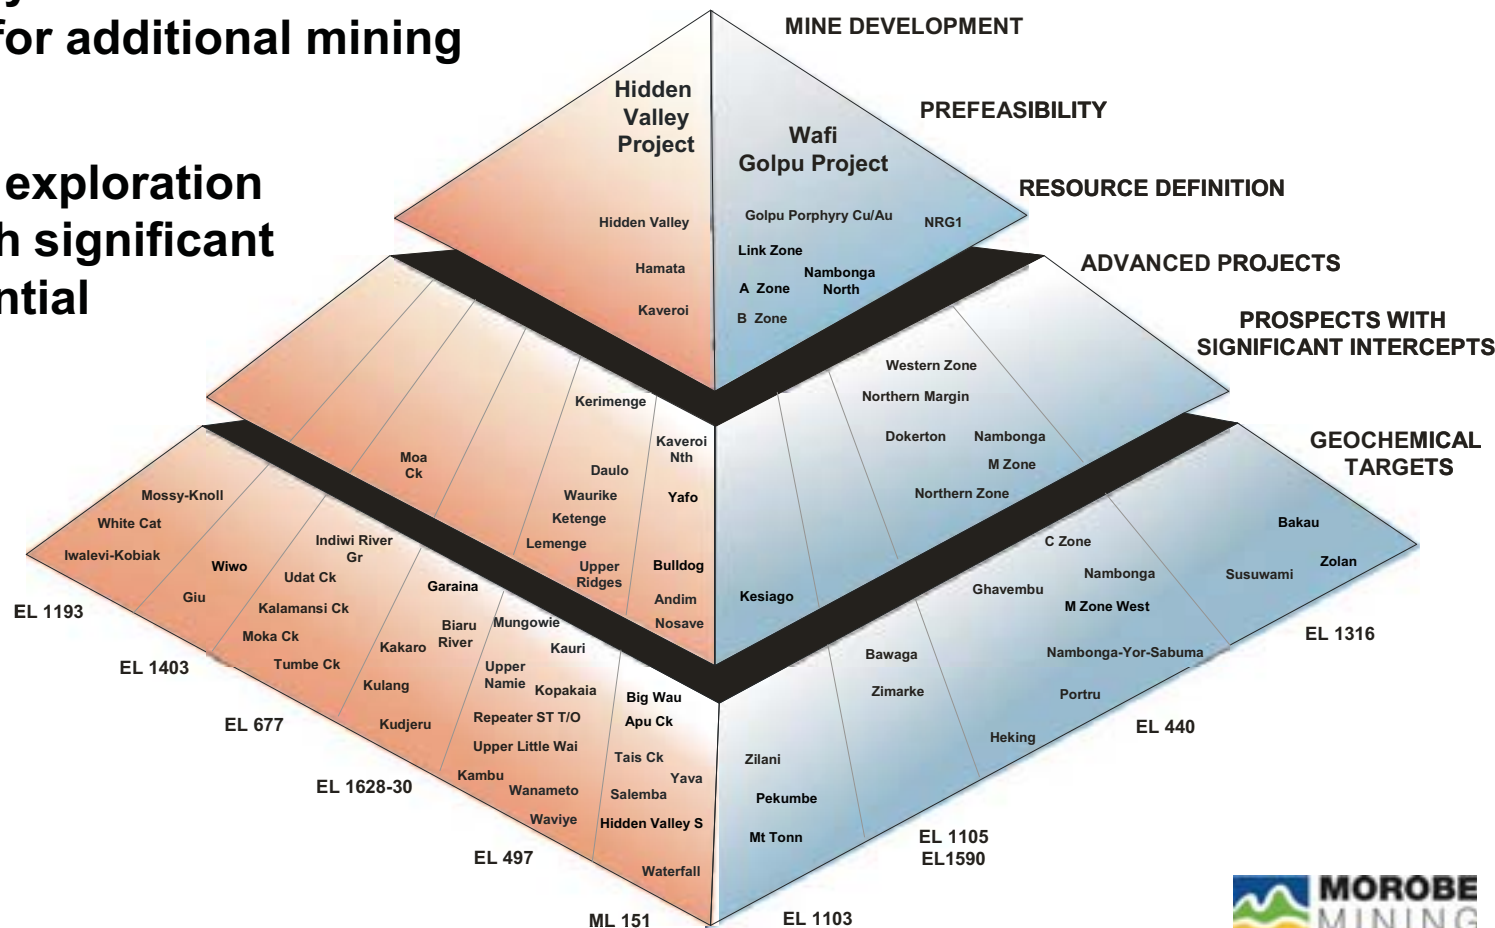 for additional mining
exploration
significant
MINE DEVELOPMENT
PREFEASIBILITY
RESOURCE DEFINITION
ADVANCED PROJECTS
PROSPECTS WITH
SIGNIFICANT INTERCEPTS
GEOCHEMICAL
TARGETS
Hidden
Valley
Project
Hidden Valley
Hamata
Kaveroi
Wafi
Golpu Project
Golpu Porphyry Cu/Au
NRG1
Link Zone
Nambonga
North
A Zone
B Zone
Moa
Ck
Kerimenge
Daulo
Waurike
Ketenge
Lemenge
Upper
Ridges
Kaveroi
Nth
Yafo
Bulldog
Andim
Nosave
Kesiago
Western Zone
Northern Margin
Dokerton
Nambonga
M Zone
Northern Zone
Mossy-Knoll
White Cat
Iwalevi-Kobiak
Wiwo
Giu
Indiwi River
Gr
Udat Ck
Kalamansi Ck
Moka Ck
Tumbe Ck
Garaina
Biaru
River
Kakaro
Kulang
Kudjeru
Mungowie
Kauri
Upper
Namie
Kopakaia
Repeater ST T/O
Upper Little Wai
Kambu
Wanameto
Waviye
Big Wau
Apu Ck
Tais Ck
Yava
Salemba
Hidden Valley S
Waterfall
Zilani
Pekumbe
Mt Tonn
Bawaga
Zimarke
C Zone
Ghavembu
Nambonga
M Zone West
Nambonga-Yor-Sabuma
Portru
Heking
Bakau
Zolan
Susuwami
EL 1193
EL 1403
EL 677
EL 1628-30
EL 497
ML 151
EL 1103
EL 1105
EL1590
EL 440
EL 1316
MOROBE
MINING